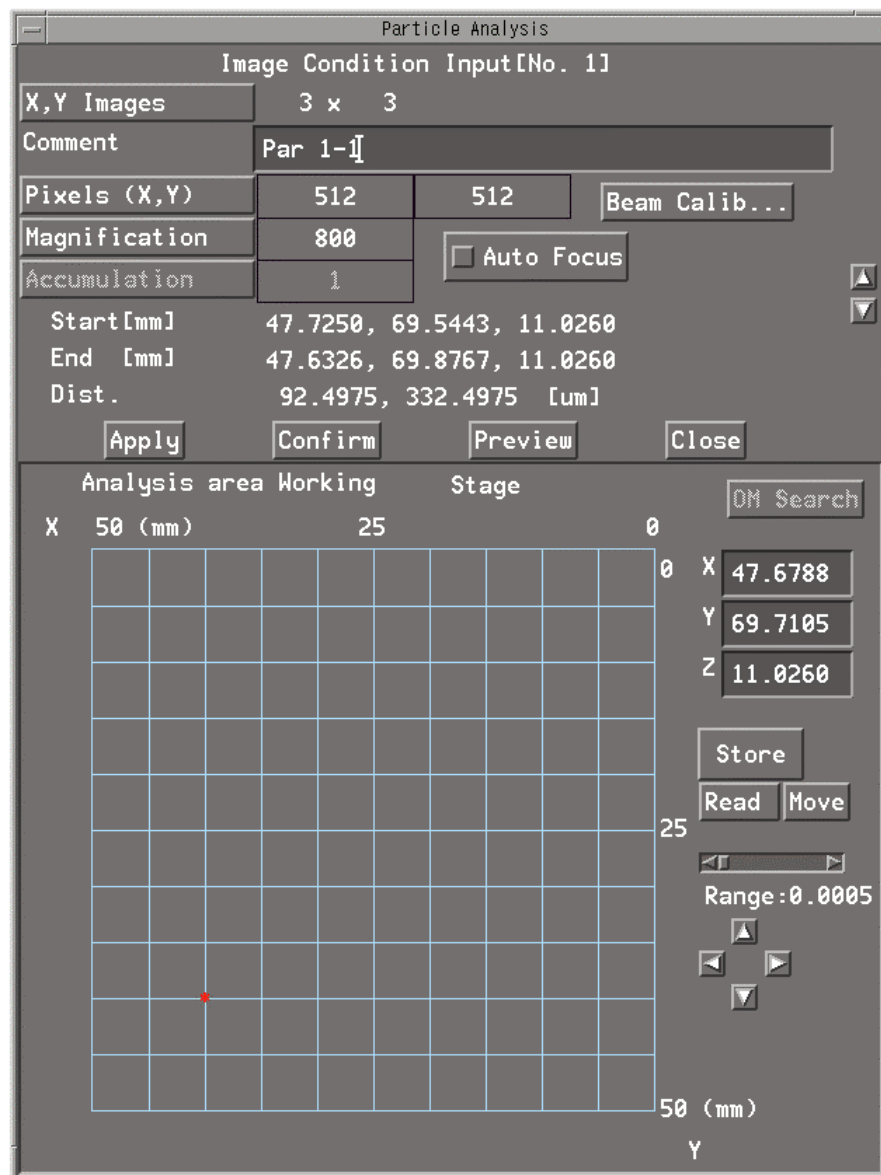 Particle Analysis
Image Condition Input[No. 1]
X,Y Images 3 x 3
Comment Par 1-1
Pixels (X,Y) 512 512 Beam Calib...
Magnification 800
Auto Focus
Accumulation 1
Start[mm] 47.7250, 69.5443, 11.0260
End [mm] 47.6326, 69.8767, 11.0260
Dist. 92.4975, 332.4975 [um]
Apply Confirm Preview Close
Analysis area Working Stage
OM Search
X 50 (mm) 25 0
0
X 47.6788
Y 69.7105
Z 11.0260
Store
Read Move
25
Range:0.0005
50 (mm)
Y